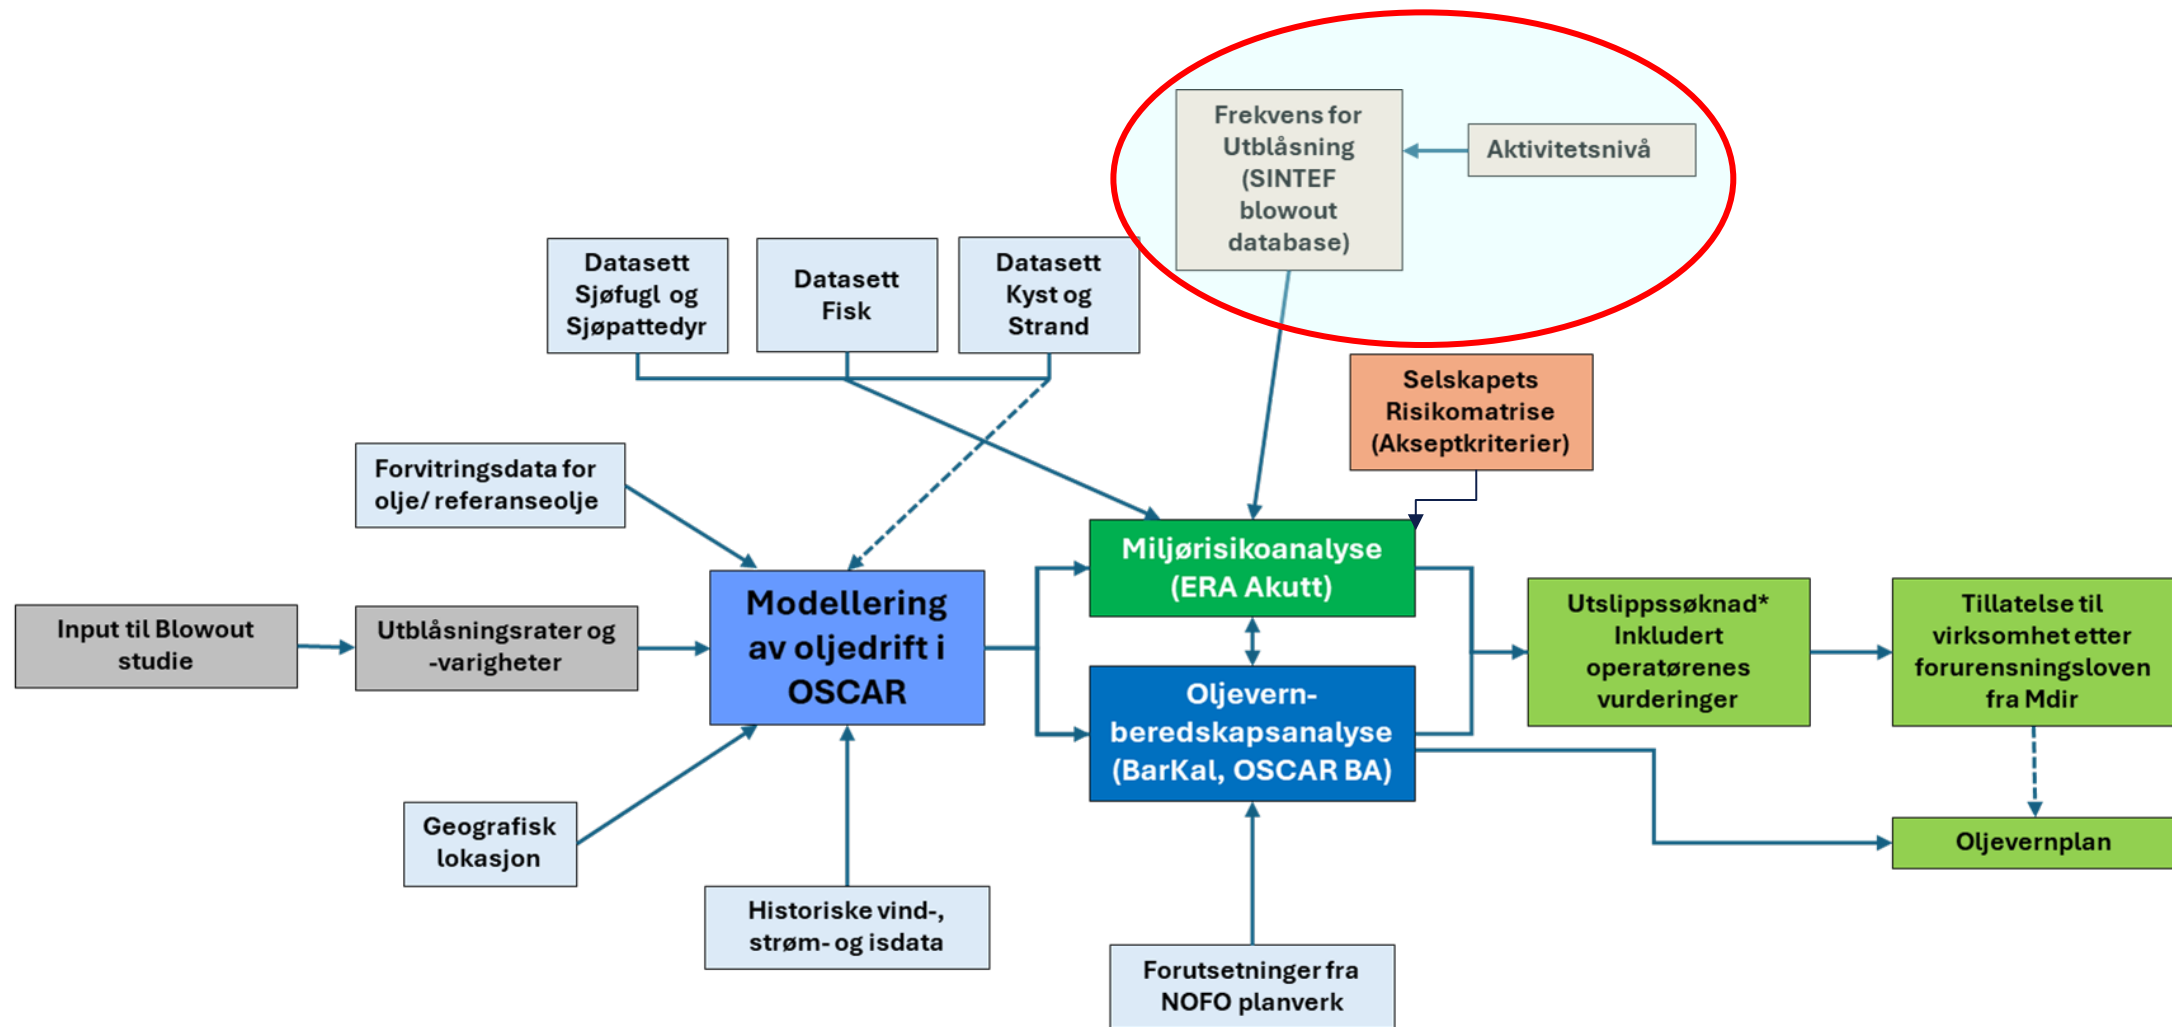 Frekvens for
Utblåsning
(SINTEF
blowout
database)
Aktivitetsnivå
Datasett
Sjøfugl og
Sjøpattedyr
Datasett
Fisk
Datasett
Kyst og
Strand
Selskapets
Risikomatrise
(Akseptkriterier)
Forvitringsdata for
olje/ referanseolje
Miljørisikoanalyse
(ERA Akutt)
Input til Blowout
studie
Utblåsningsrater og
-varigheter
Modellering
av oljedrift i
OSCAR
Utslippssøknad*
Inkludert
operatørenes
vurderinger
Tillatelse til
virksomhet etter
forurensningsloven
fra Mdir
Oljevern-
beredskapsanalyse
(BarKal, OSCAR BA)
Geografisk
lokasjon
Oljevernplan
Historiske vind-,
strøm- og isdata
Forutsetninger fra
NOFO planverk